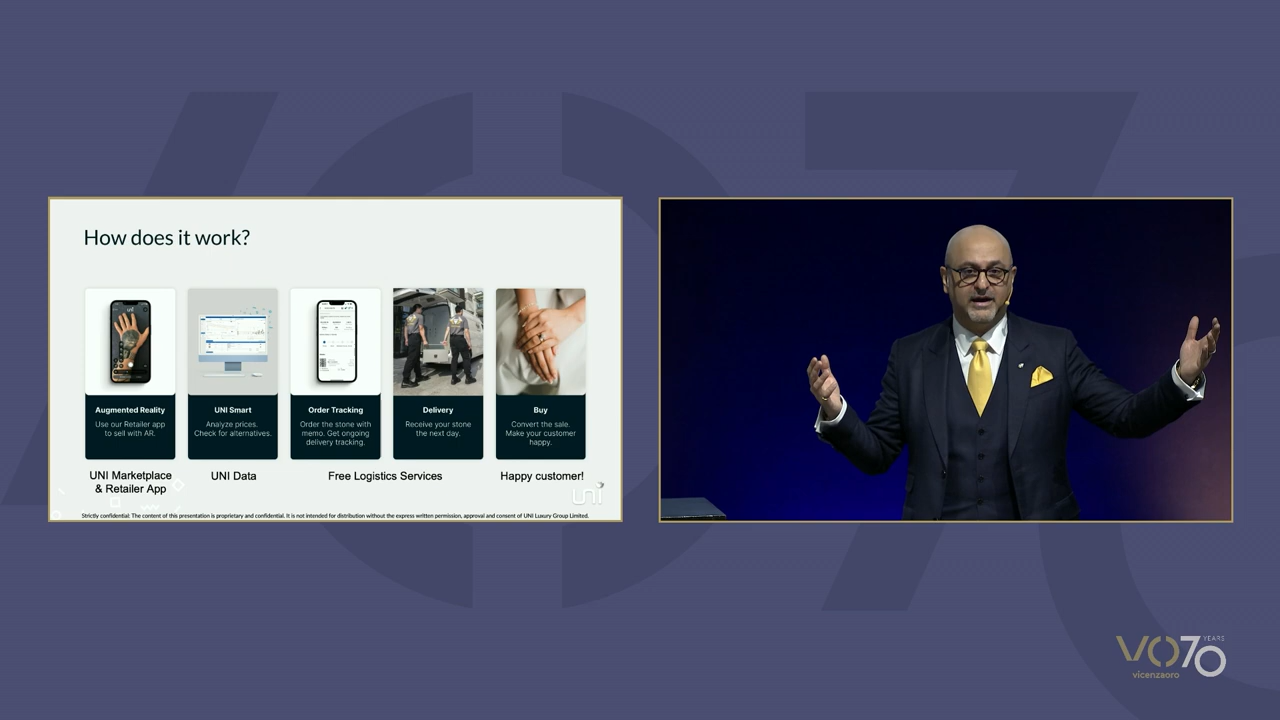 How does it work?
Augmented Reality
Use our Retailer app
to sell with AR.
UNI Smart
Analyze prices.
Check for alternatives.
Order Tracking
Order the stone with
memo. Get ongoing
delivery tracking.
Delivery
Receive your stone
the next day.
Buy
Convert the sale.
Make your customer
happy.
UNI Marketplace
& Retailer App
UNI Data
Free Logistics Services
Happy customer!
uni
Strictly confidential: The content of this presentation is proprietary and confidential. It is not intended for distribution without the express written permission, approval and consent of UNI Luxury Group Limited.
VO70
YEARS
vicenzaoro